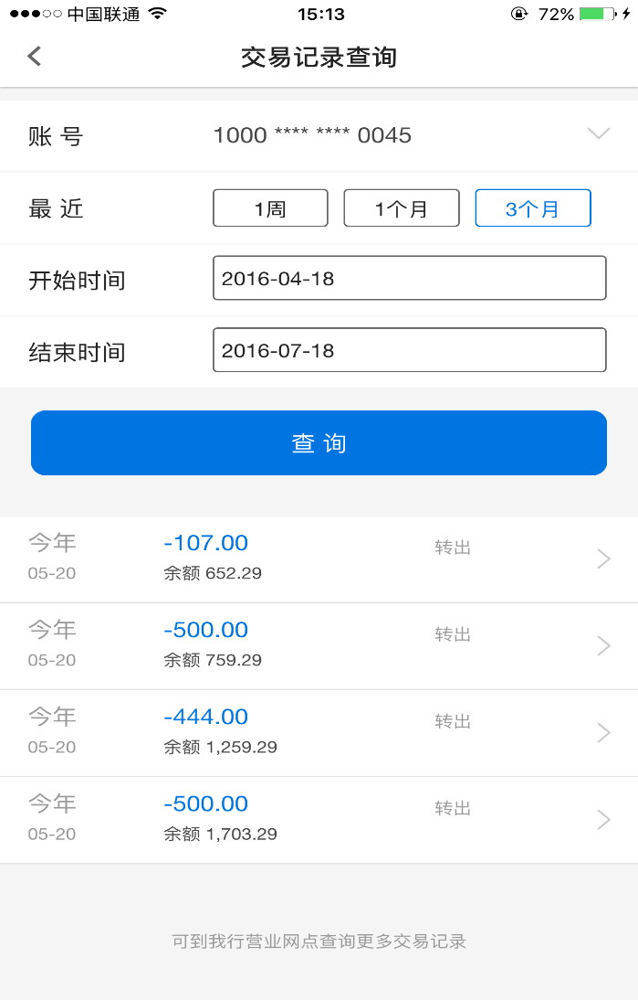 中国联通 15:13 72%
交易记录查询
账 号 1000 **** **** 0045
最 近 1周 1个月 3个月
开始时间 2016-04-18
结束时间 2016-07-18
查 询
今年 -107.00 转出
05-20 余额 652.29
今年 -500.00 转出
05-20 余额 759.29
今年 -444.00 转出
05-20 余额 1,259.29
今年 -500.00 转出
05-20 余额 1,703.29
可到我行营业网点查询更多交易记录